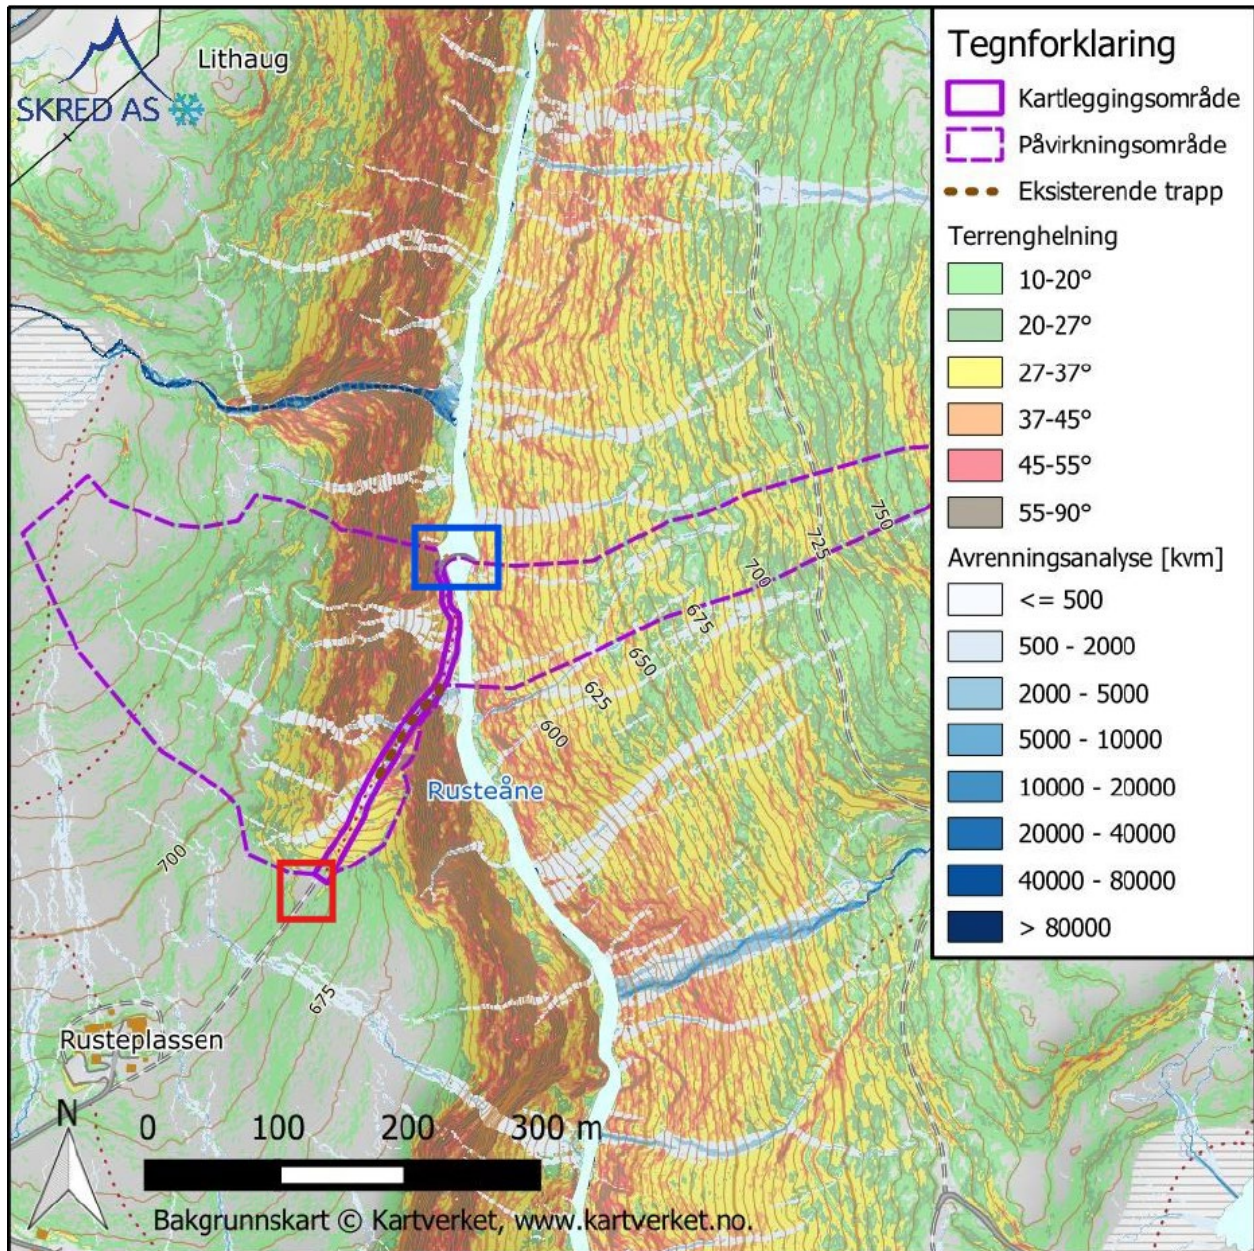 Lithaug
SKRED AS
Tegnforklaring
Kartleggingsområde
Påvirkningsområde
Eksisterende trapp
Terrenghelning
10-20°
20-27°
27-37°
37-45°
45-55°
55-90°
Avrenningsanalyse [kvm]
<= 500
500 - 2000
2000 - 5000
5000 - 10000
10000 - 20000
20000 - 40000
40000 - 80000
> 80000
750
725
700
675
650
625
600
Rusteåne
700
675
Rusteplassen
N
0 100 200 300 m
Bakgrunnskart © Kartverket, www.kartverket.no.